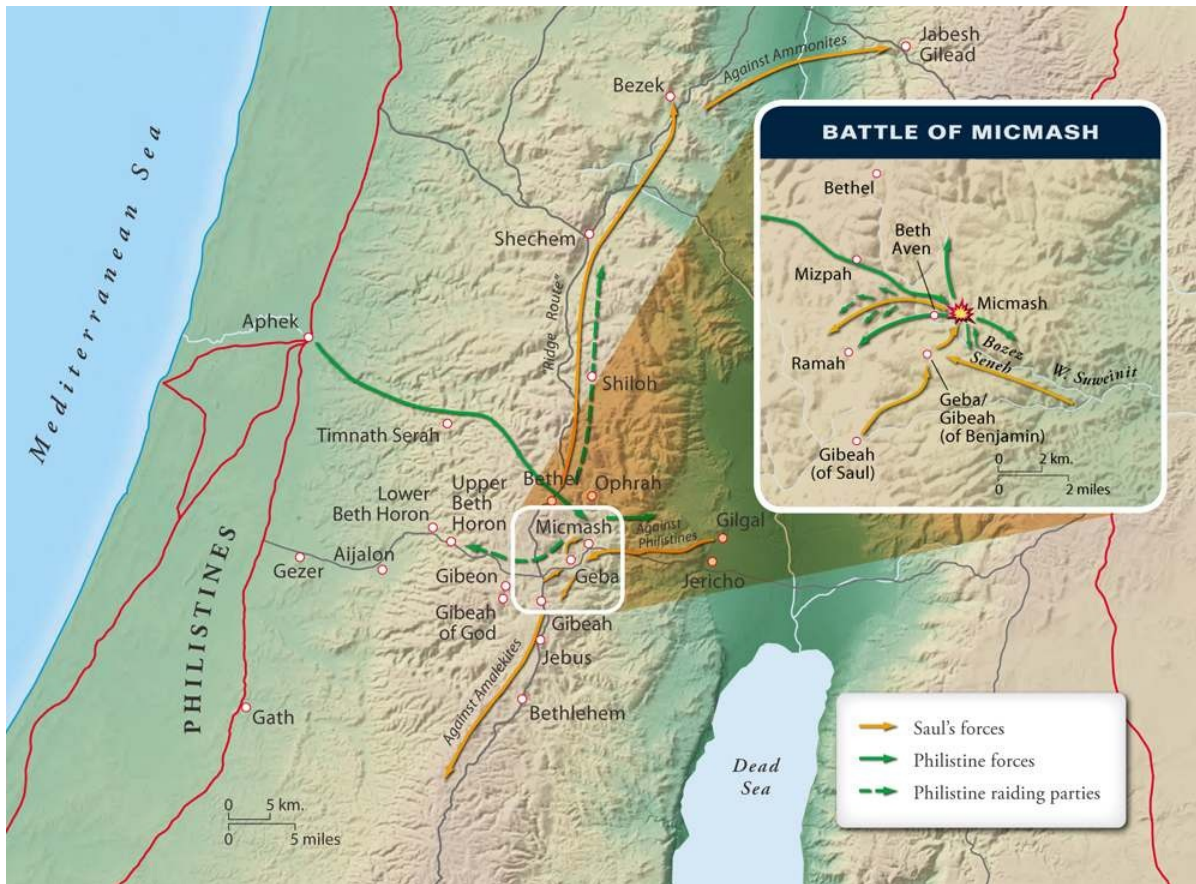 Jabesh
Gilead
Against Ammonites
Bezek
Mediterranean Sea
Shechem
"Ridge Route"
Aphek
Shiloh
Timnath Serah
Bethel
Ophrah
Upper
Beth
Horon
Lower
Beth Horon
Micmash
Against
Philistines
Gilgal
Gezer
Aijalon
Gibeon
Geba
Jericho
Gibeah
of God
Gibeah
Jebus
PHILISTINES
Against Amalekites
Gath
Bethlehem
Dead
Sea
0 5 km.
0 5 miles
BATTLE OF MICMASH
Bethel
Beth
Aven
Mizpah
Micmash
Ramah
Bozez
Seneh
W. Suweinit
Geba/
Gibeah
(of Benjamin)
Gibeah
(of Saul)
0 2 km.
0 2 miles
Saul's forces
Philistine forces
Philistine raiding parties